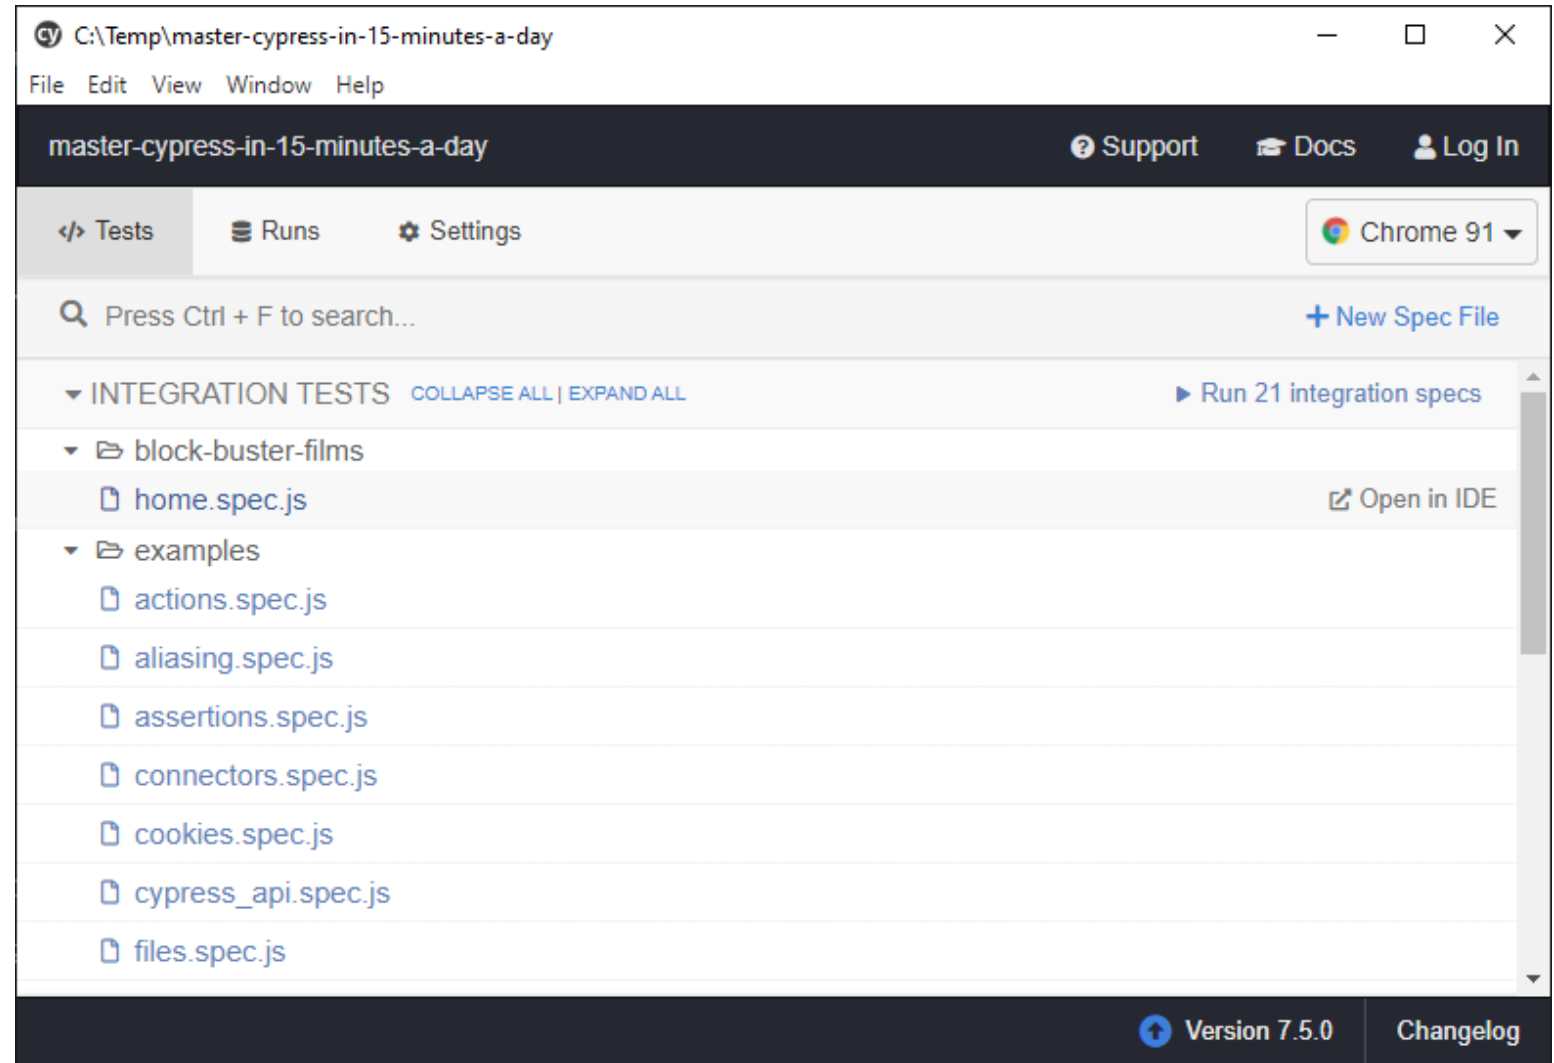 cy C:\Temp\master-cypress-in-15-minutes-a-day
File Edit View Window Help
master-cypress-in-15-minutes-a-day Support Docs Log In
</> Tests Runs Settings Chrome 91
Press Ctrl + F to search... + New Spec File
INTEGRATION TESTS COLLAPSE ALL | EXPAND ALL Run 21 integration specs
block-buster-films
home.spec.js Open in IDE
examples
actions.spec.js
aliasing.spec.js
assertions.spec.js
connectors.spec.js
cookies.spec.js
cypress_api.spec.js
files.spec.js
Version 7.5.0 Changelog